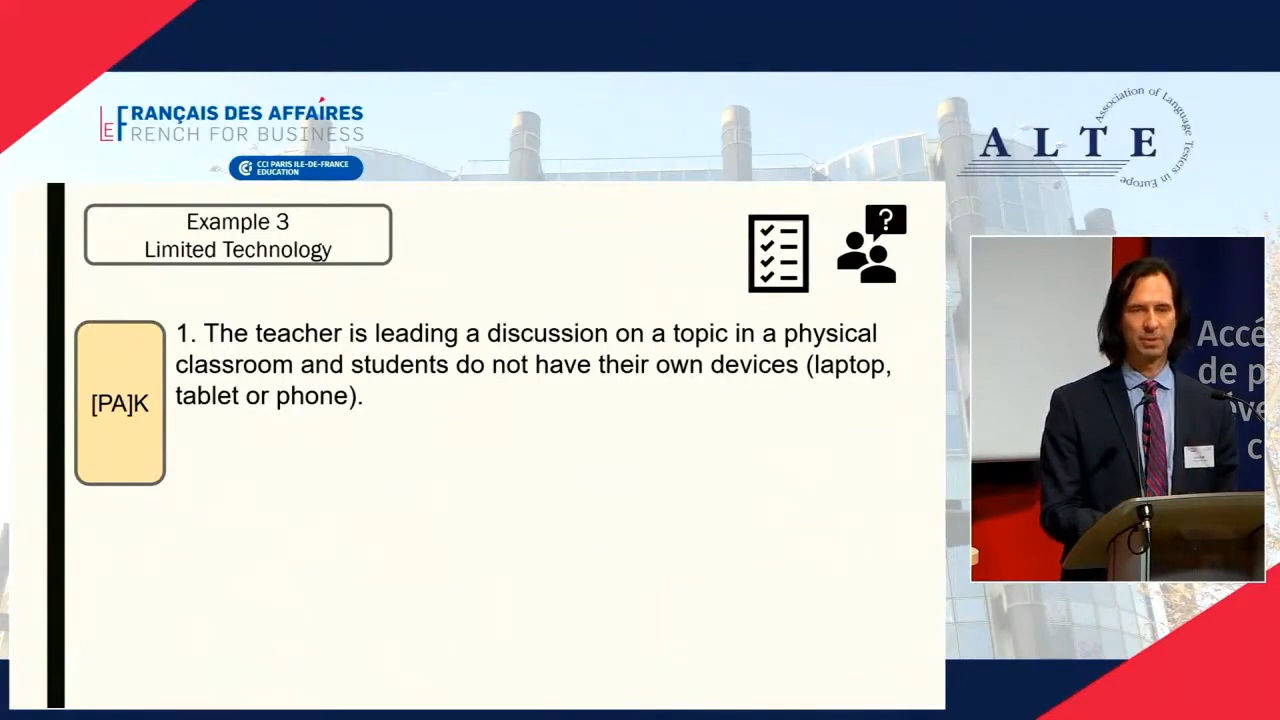 LE FRANÇAIS DES AFFAIRES
FRENCH FOR BUSINESS
CCI PARIS ILE-DE-FRANCE
EDUCATION
ALTE
Association of Language Testers in Europe
Example 3
Limited Technology
?
[PA]K
1. The teacher is leading a discussion on a topic in a physical
classroom and students do not have their own devices (laptop,
tablet or phone).
Accé
de p
éve
c